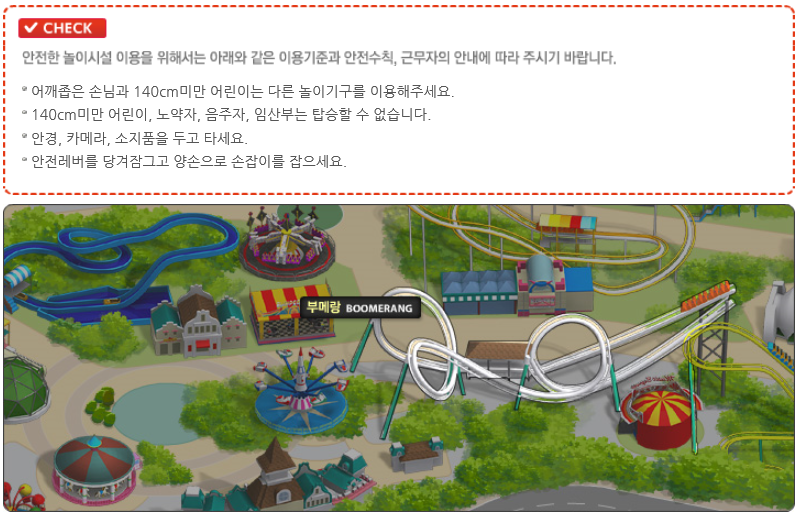 CHECK
안전한 놀이시설 이용을 위해서는 아래와 같은 이용기준과 안전수칙, 근무자의 안내에 따라 주시기 바랍니다.
어깨좁은 손님과 140cm미만 어린이는 다른 놀이기구를 이용해주세요.
140cm미만 어린이, 노약자, 음주자, 임산부는 탑승할 수 없습니다.
안경, 카메라, 소지품을 두고 타세요.
안전레버를 당겨잠그고 양손으로 손잡이를 잡으세요.
부메랑 BOOMERANG